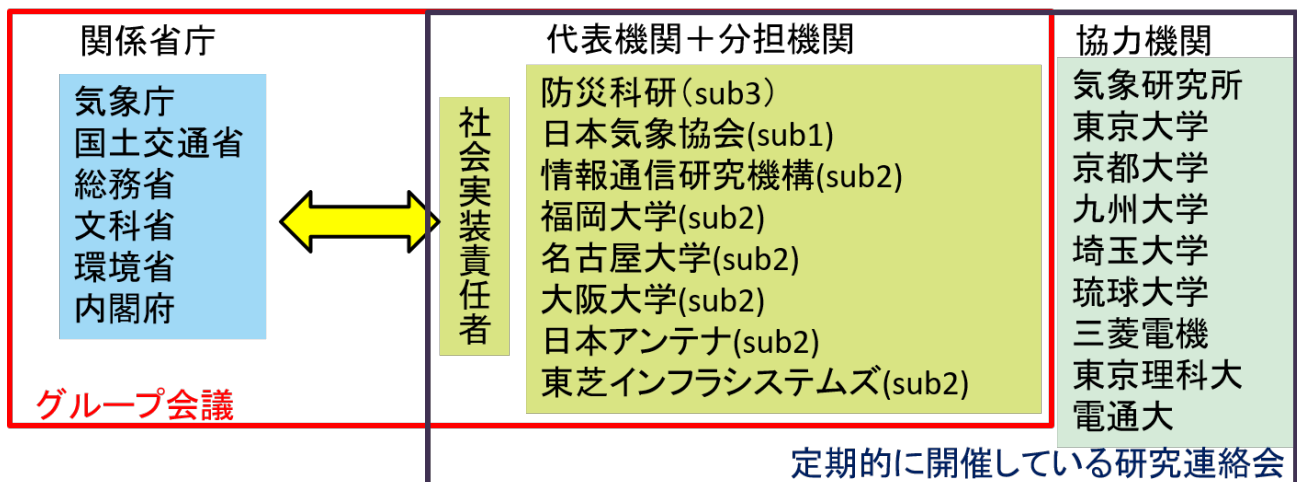 関係省庁
気象庁
国土交通省
総務省
文科省
環境省
内閣府
グループ会議
代表機関＋分担機関
社会実装責任者
防災科研（sub3）
日本気象協会(sub1)
情報通信研究機構(sub2)
福岡大学(sub2)
名古屋大学(sub2)
大阪大学(sub2)
日本アンテナ(sub2)
東芝インフラシステムズ(sub2)
協力機関
気象研究所
東京大学
京都大学
九州大学
埼玉大学
琉球大学
三菱電機
東京理科大
電通大
定期的に開催している研究連絡会